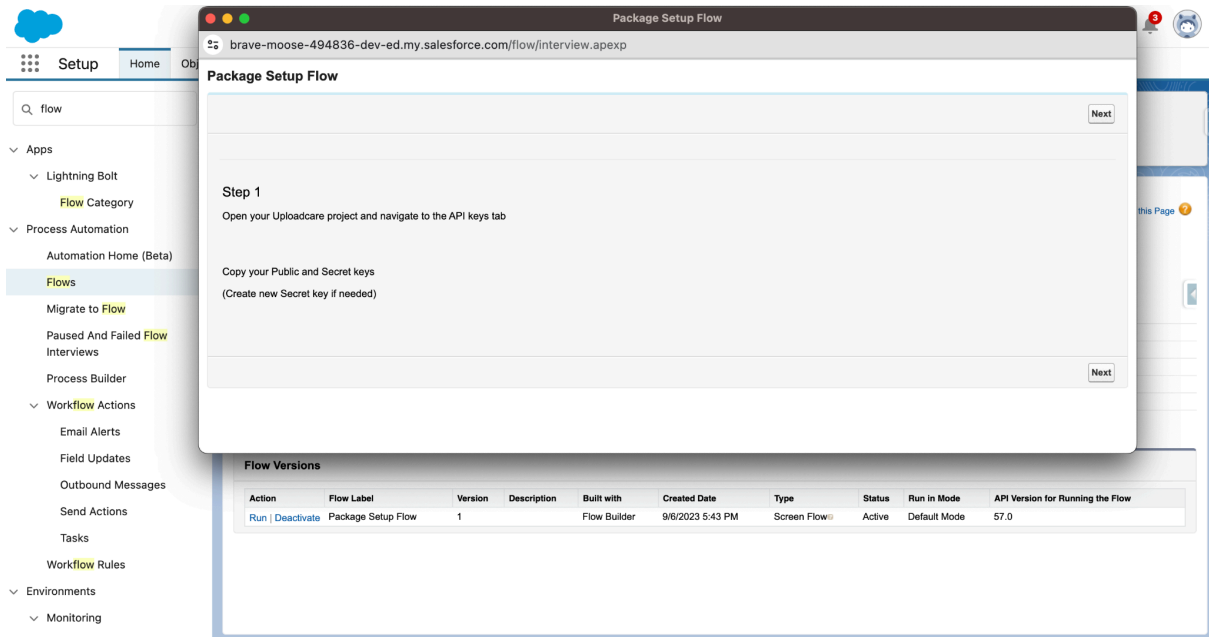 Package Setup Flow
3
brave-moose-494836-dev-ed.my.salesforce.com/flow/interview.apexp
Setup
Home
Obj
Package Setup Flow
flow
Next
Apps
Lightning Bolt
Flow Category
Process Automation
Automation Home (Beta)
Flows
Migrate to Flow
Paused And Failed Flow
Interviews
Process Builder
Workflow Actions
Email Alerts
Field Updates
Outbound Messages
Send Actions
Tasks
Workflow Rules
Environments
Monitoring
Step 1
Open your Uploadcare project and navigate to the API keys tab
Copy your Public and Secret keys
(Create new Secret key if needed)
Next
this Page ?
Flow Versions
Action Flow Label Version Description Built with Created Date Type Status Run in Mode API Version for Running the Flow
Run | Deactivate Package Setup Flow 1 Flow Builder 9/6/2023 5:43 PM Screen Flow Active Default Mode 57.0